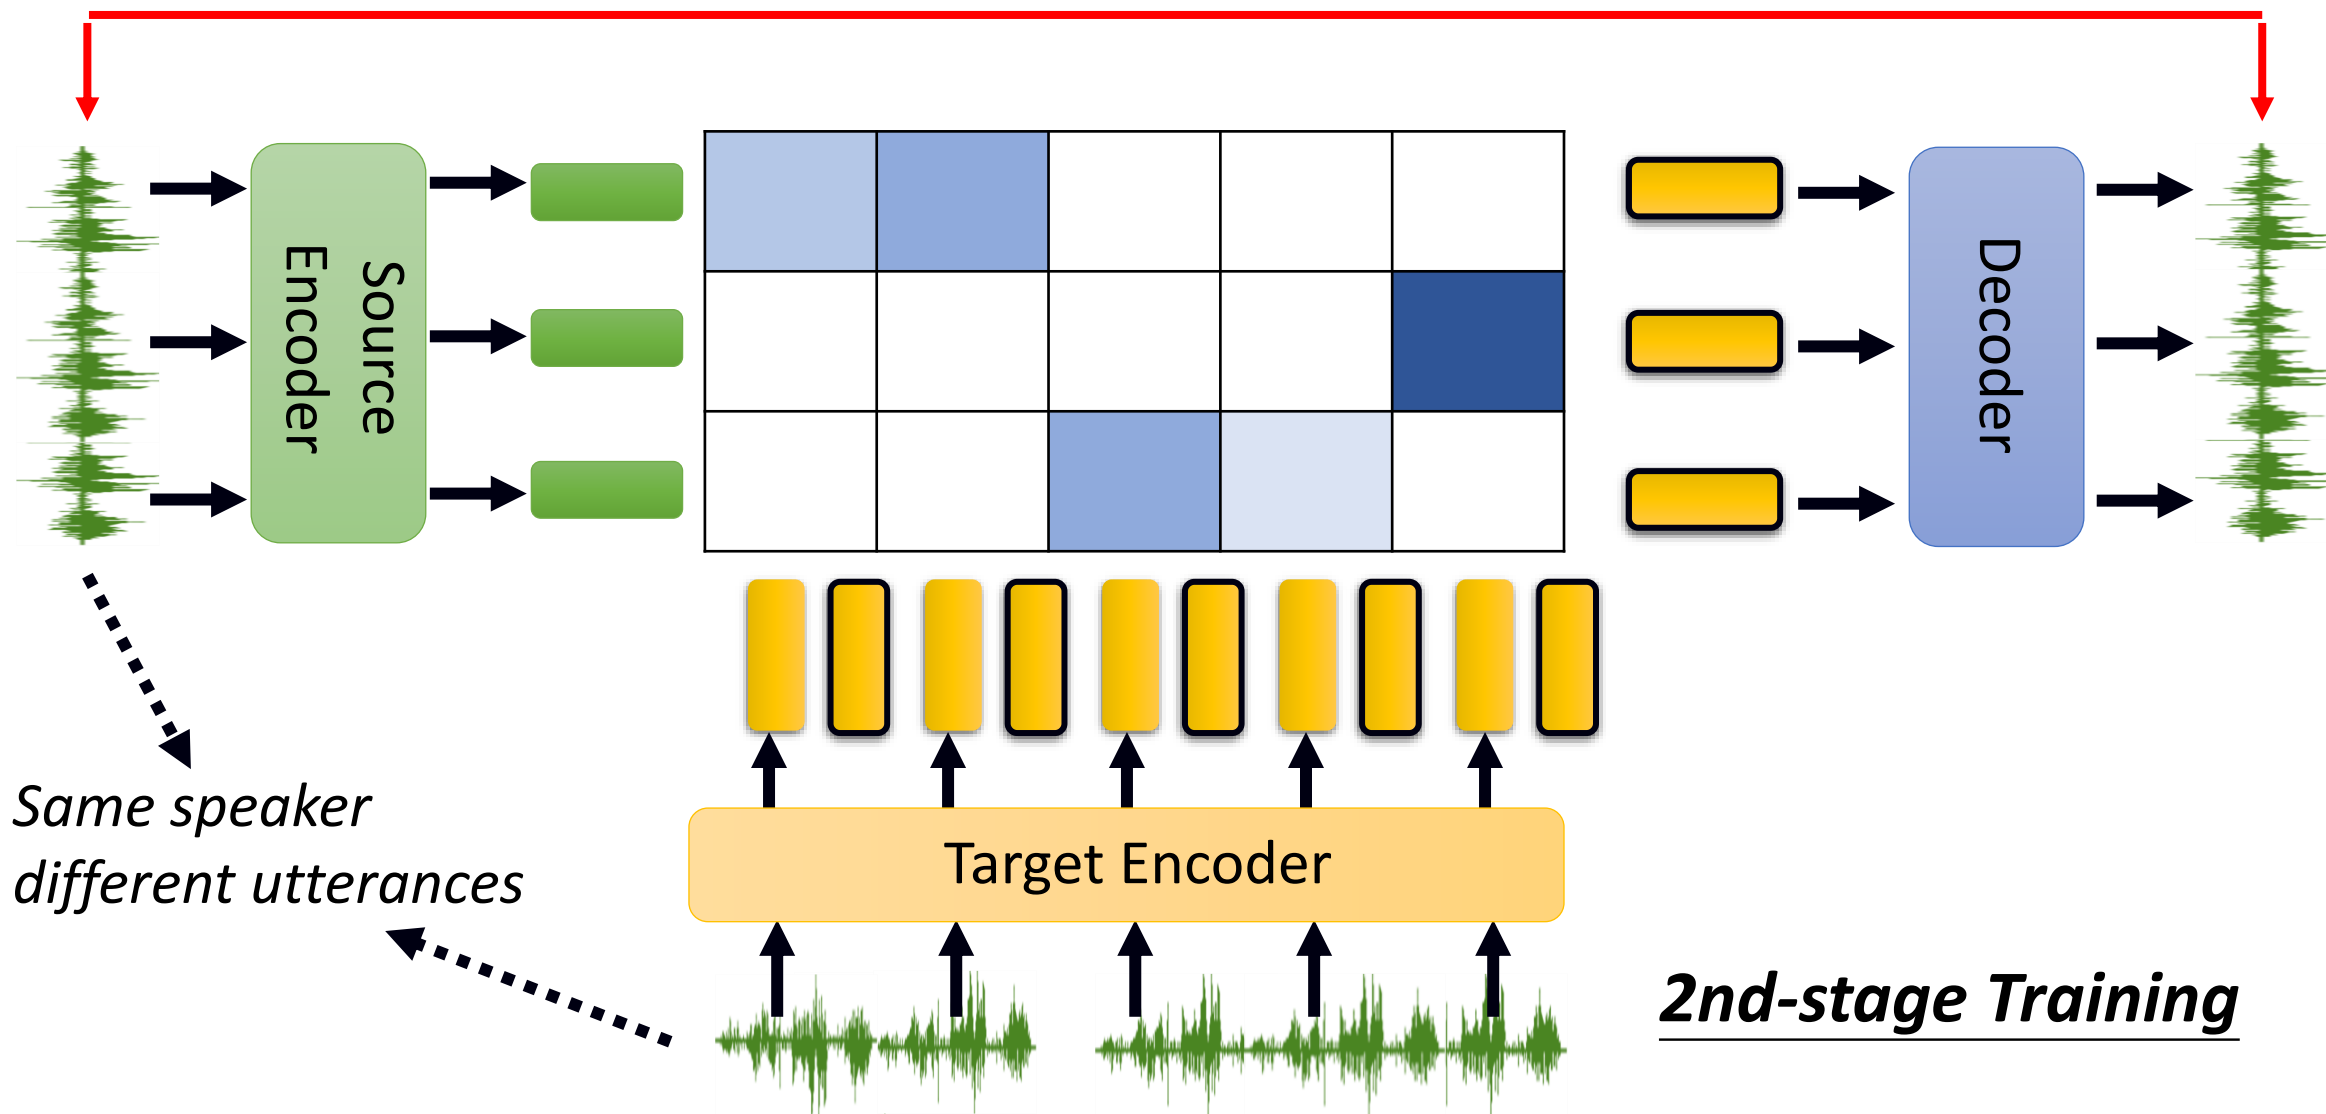 Source
Encoder
Decoder
Same speaker
different utterances
Target Encoder
2nd-stage Training